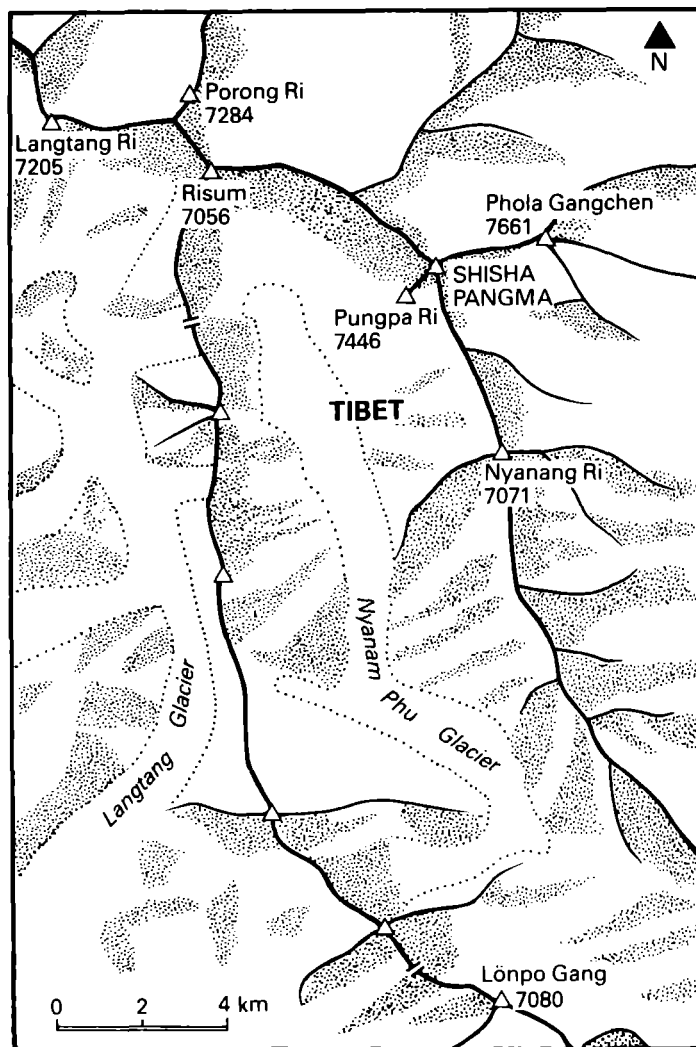 N
Porong Ri
7284
Langtang Ri
7205
Risum
7056
Phola Gangchen
7661
SHISHA
PANGMA
Pungpa Ri
7446
TIBET
Nyanang Ri
7071
Nyanam
Phu
Glacier
Langtang
Glacier
Lönpo Gang
7080
0 2 4 km